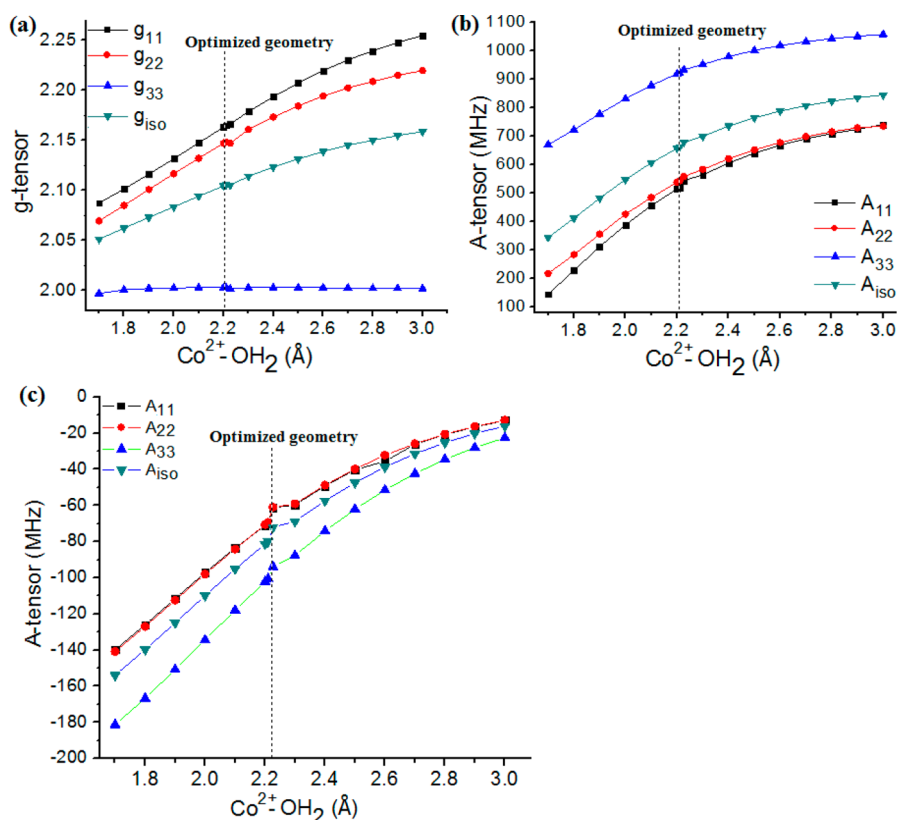 (a)
g11
g22
g33
giso
Optimized geometry
2.25
2.20
2.15
2.10
2.05
2.00
g-tensor
1.8 2.0 2.2 2.4 2.6 2.8 3.0
Co2+-OH2 (Å)
(b)
Optimized geometry
1100
1000
900
800
700
600
500
400
300
200
100
A-tensor (MHz)
A11
A22
A33
Aiso
1.8 2.0 2.2 2.4 2.6 2.8 3.0
Co2+-OH2 (Å)
(c)
A11
A22
A33
Aiso
Optimized geometry
0
-20
-40
-60
-80
-100
-120
-140
-160
-180
-200
A-tensor (MHz)
1.8 2.0 2.2 2.4 2.6 2.8 3.0
Co2+-OH2 (Å)